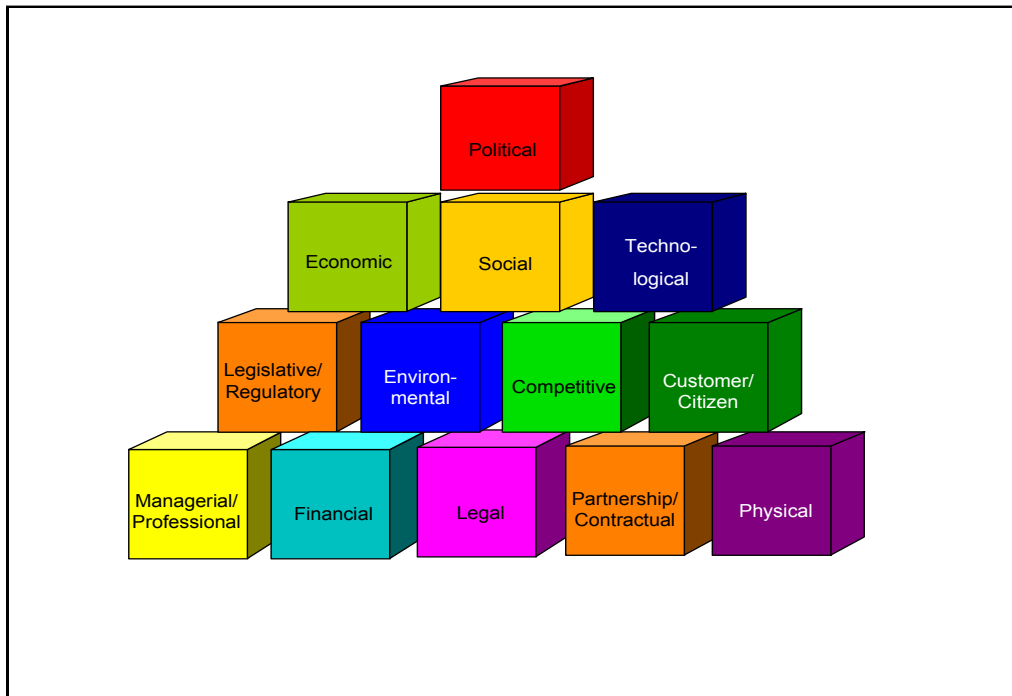 Political
Economic
Social
Techno-
logical
Legislative/
Regulatory
Environ-
mental
Competitive
Customer/
Citizen
Managerial/
Professional
Financial
Legal
Partnership/
Contractual
Physical